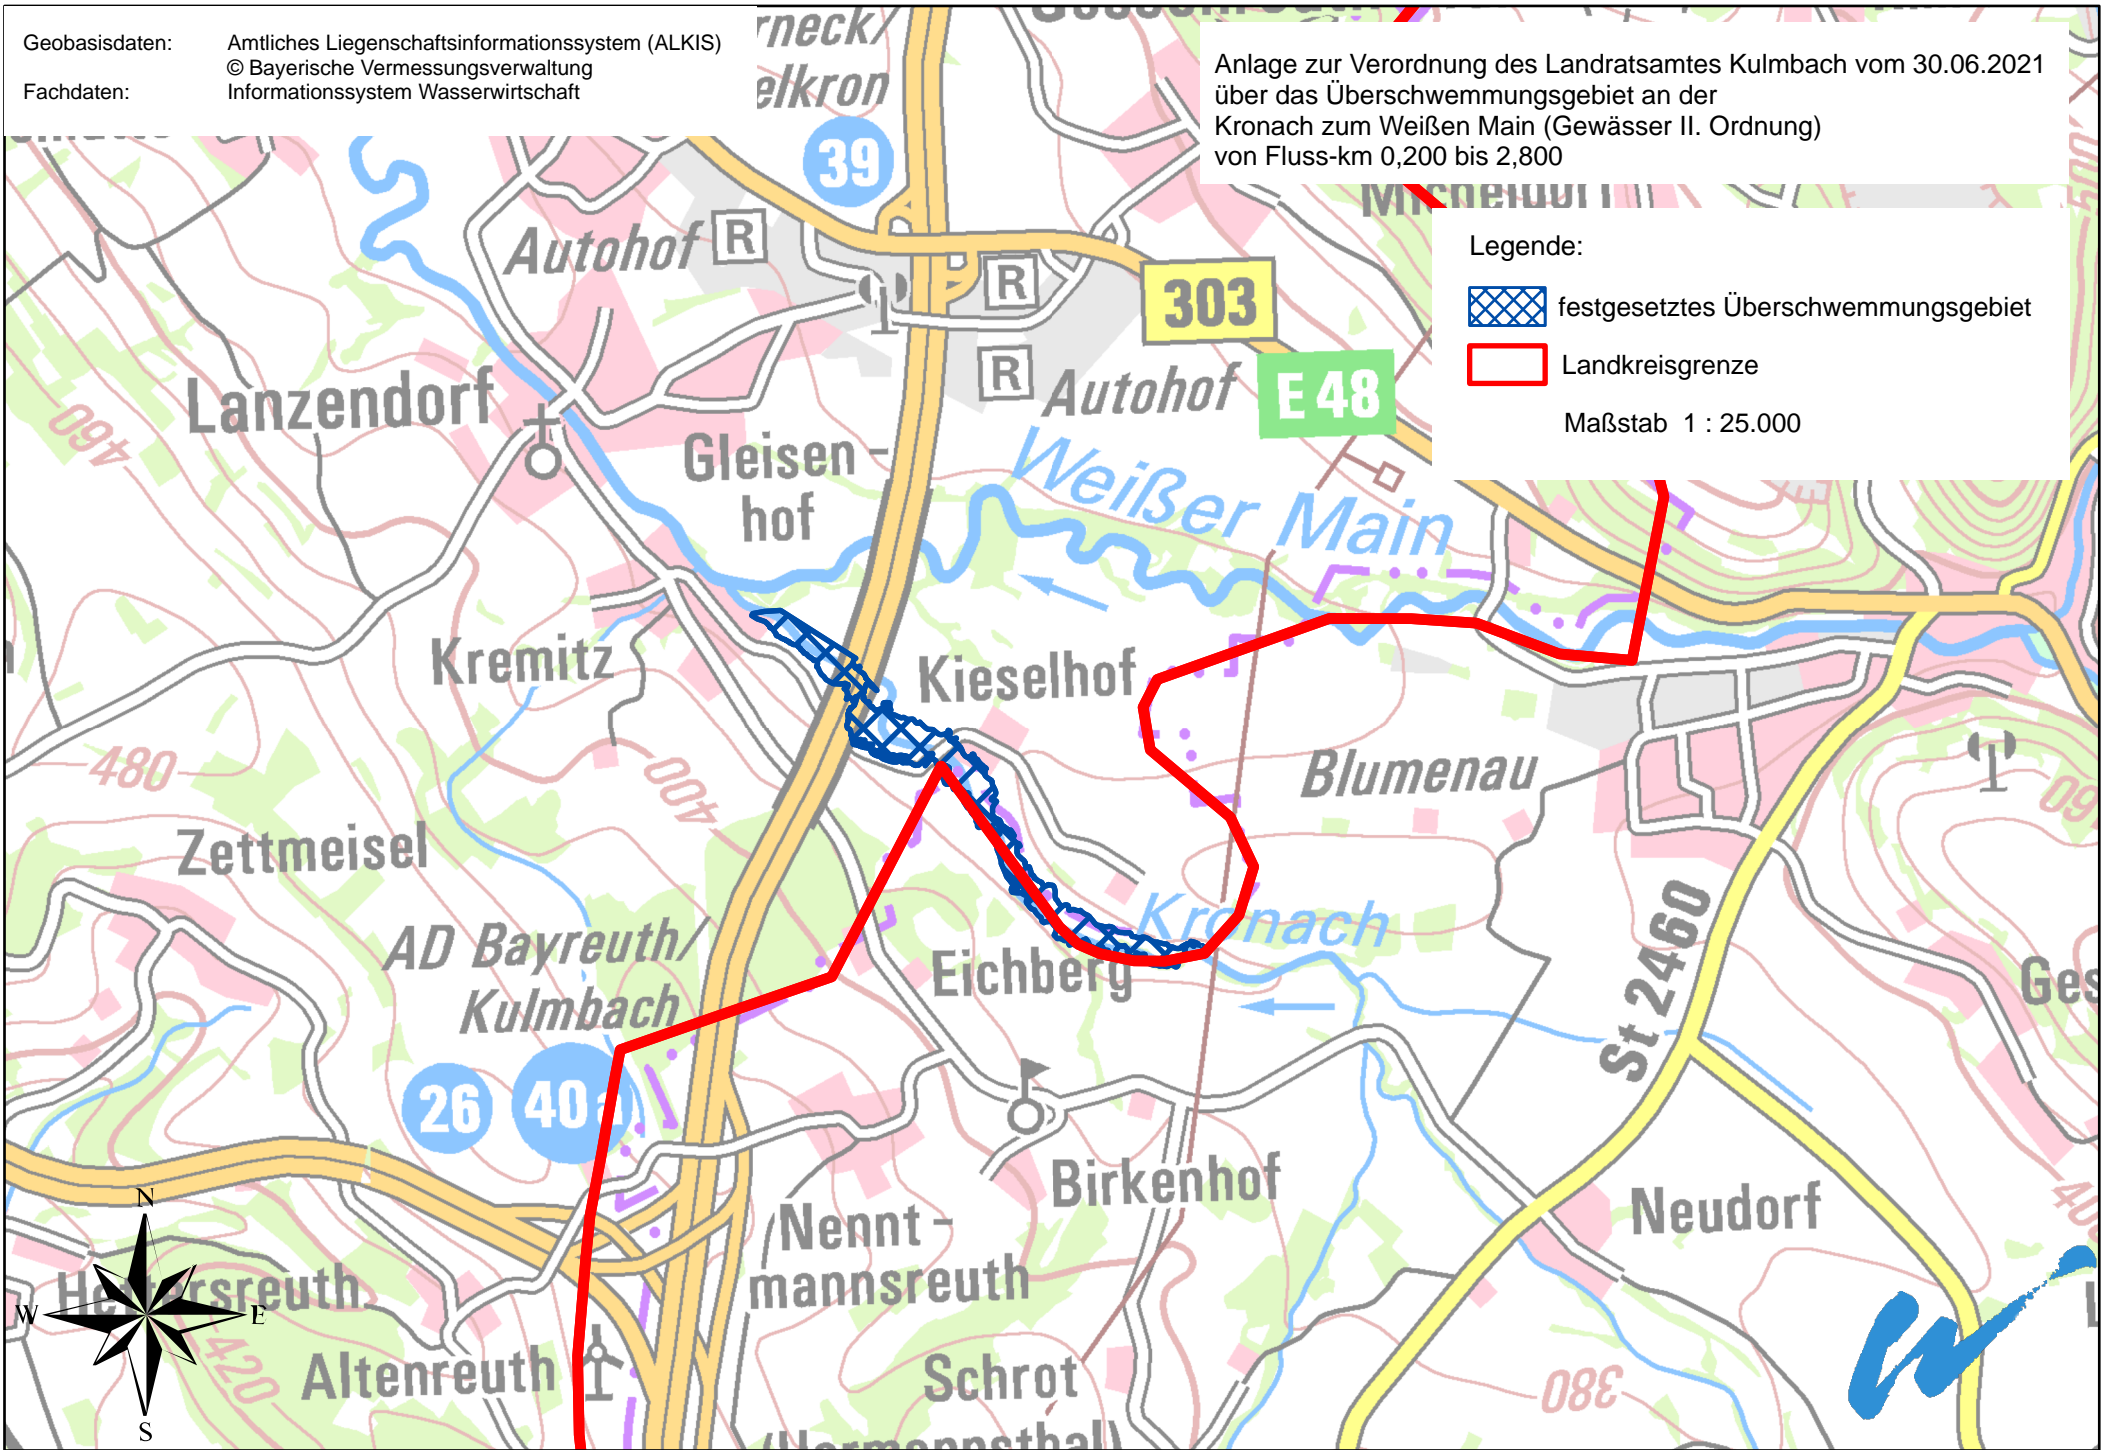 Geobasisdaten: Amtliches Liegenschaftsinformationssystem (ALKIS)
© Bayerische Vermessungsverwaltung
Fachdaten: Informationssystem Wasserwirtschaft
Anlage zur Verordnung des Landratsamtes Kulmbach vom 30.06.2021
über das Überschwemmungsgebiet an der
Kronach zum Weißen Main (Gewässer II. Ordnung)
von Fluss-km 0,200 bis 2,800
Legende:
festgesetztes Überschwemmungsgebiet
Landkreisgrenze
Maßstab 1 : 25.000
39
Autohof R
R
303
R
Autohof
E 48
Lanzendorf
460
Gleisen-
hof
Weißer Main
Kremitz
Kieselhof
480
400
Blumenau
Zettmeisel
Kronach
AD Bayreuth/
Kulmbach
Eichberg
St 2460
26
40a
Birkenhof
Neudorf
Nennt-
mannsreuth
N
W
E
S
420
Altenreuth
Schrot
380